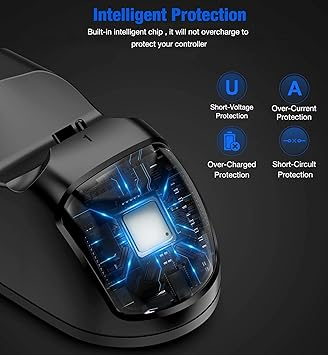 Intelligent Protection
Built-in intelligent chip , it will not overcharge to
protect your controller
U
A
Short-Voltage
Protection
Over-Current
Protection
Over-Charged
Protection
Short-Circuit
Protection
1